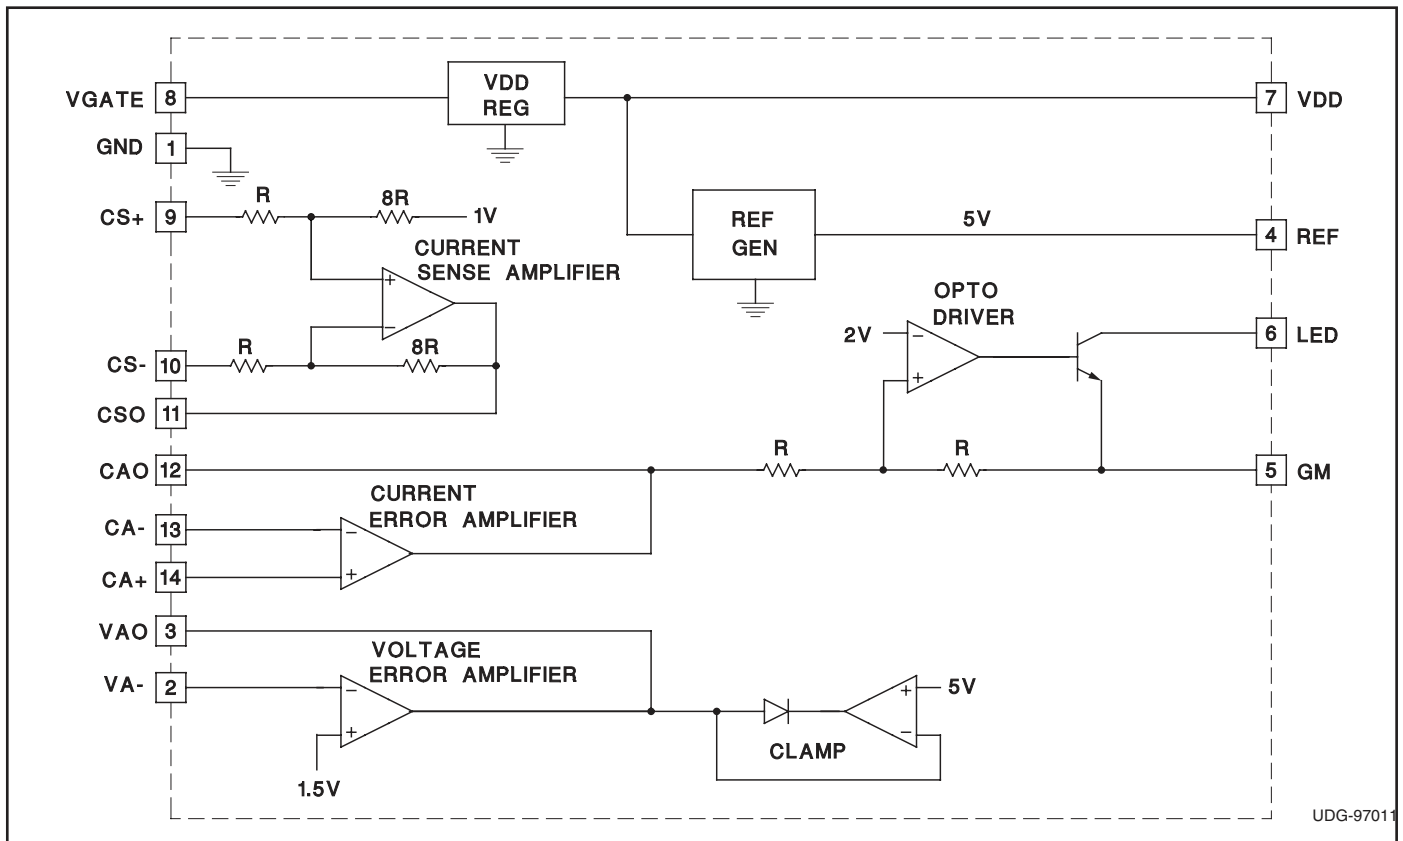 VGATE 8
VDD
REG
7 VDD
GND 1
R
8R
CS+ 9
1V
REF
GEN
5V
4 REF
CURRENT
SENSE AMPLIFIER
+
−
OPTO
DRIVER
2V
−
+
6 LED
R
8R
CS- 10
CSO 11
R
R
CAO 12
5 GM
CURRENT
ERROR AMPLIFIER
CA- 13
−
+
CA+ 14
VAO 3
VOLTAGE
ERROR AMPLIFIER
VA- 2
−
+
1.5V
+
−
5V
CLAMP
UDG-97011